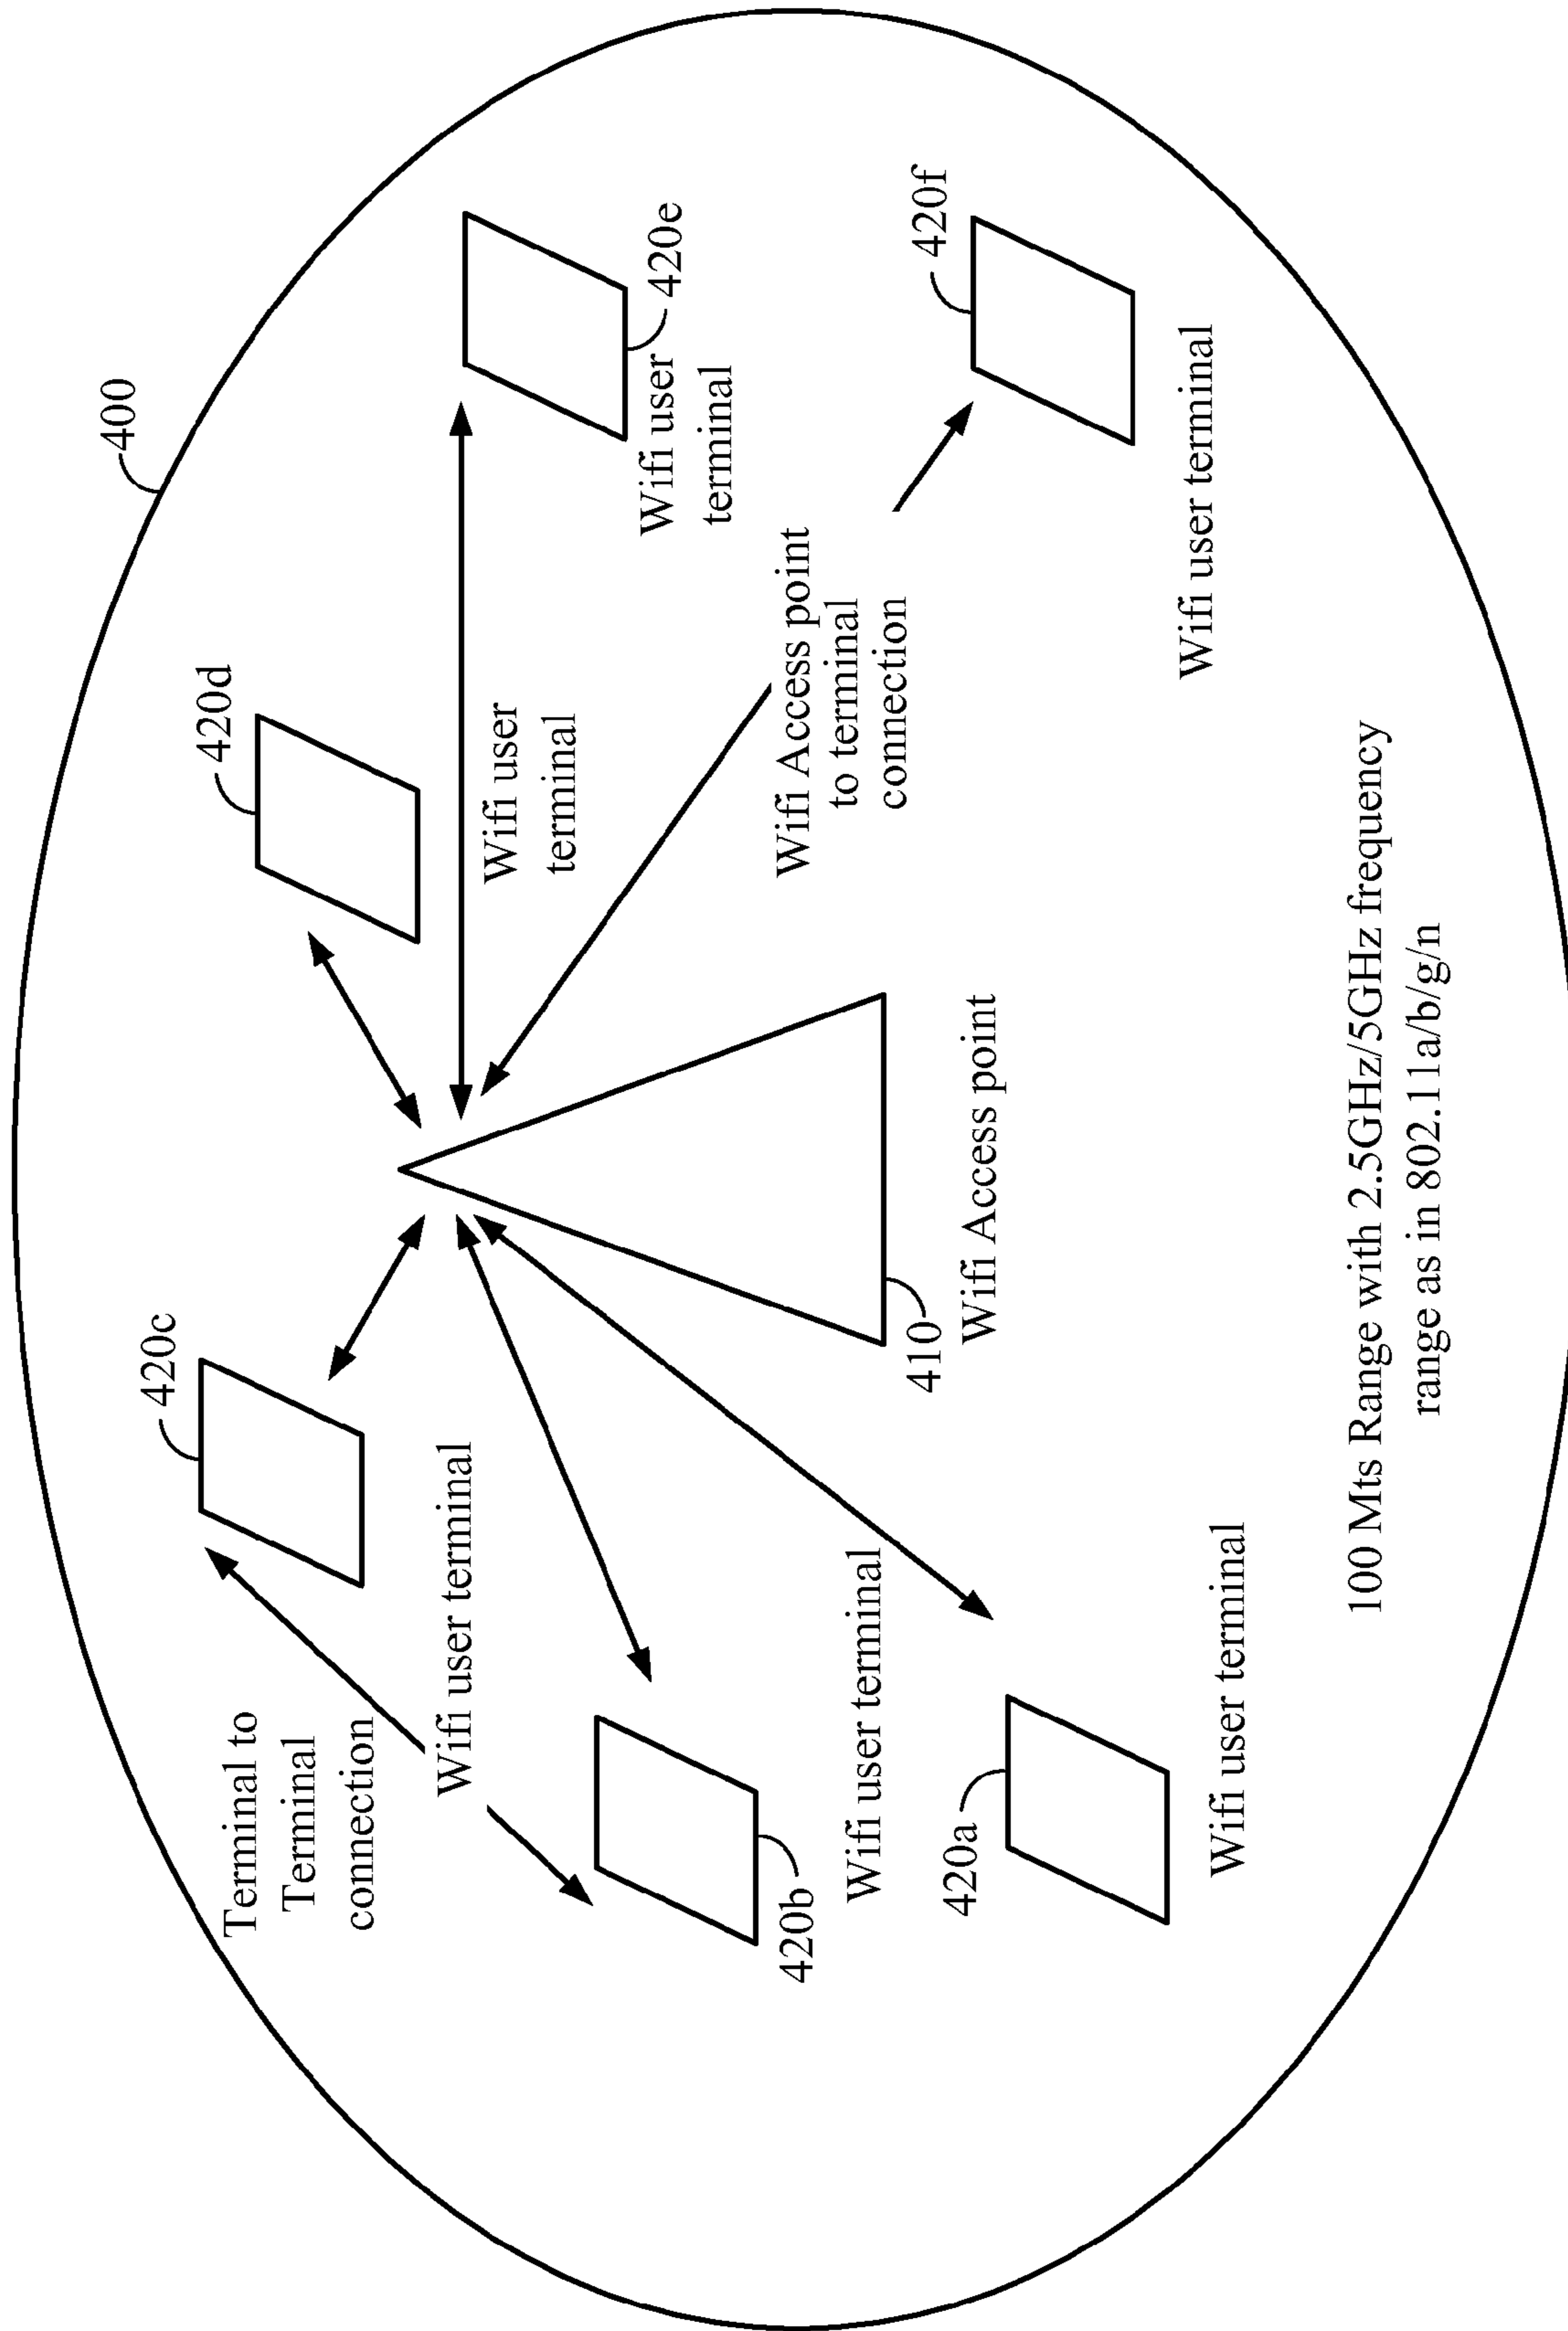 400
420c
420d
Terminal to
Terminal
connection
Wifi user terminal
Wifi user
terminal
420e
Wifi user
terminal
420b
Wifi user terminal
Wifi Access point
to terminal
connection
420f
420a
410
Wifi Access point
Wifi user terminal
Wifi user terminal
100 Mts Range with 2.5GHz/5GHz frequency
range as in 802.11a/b/g/n